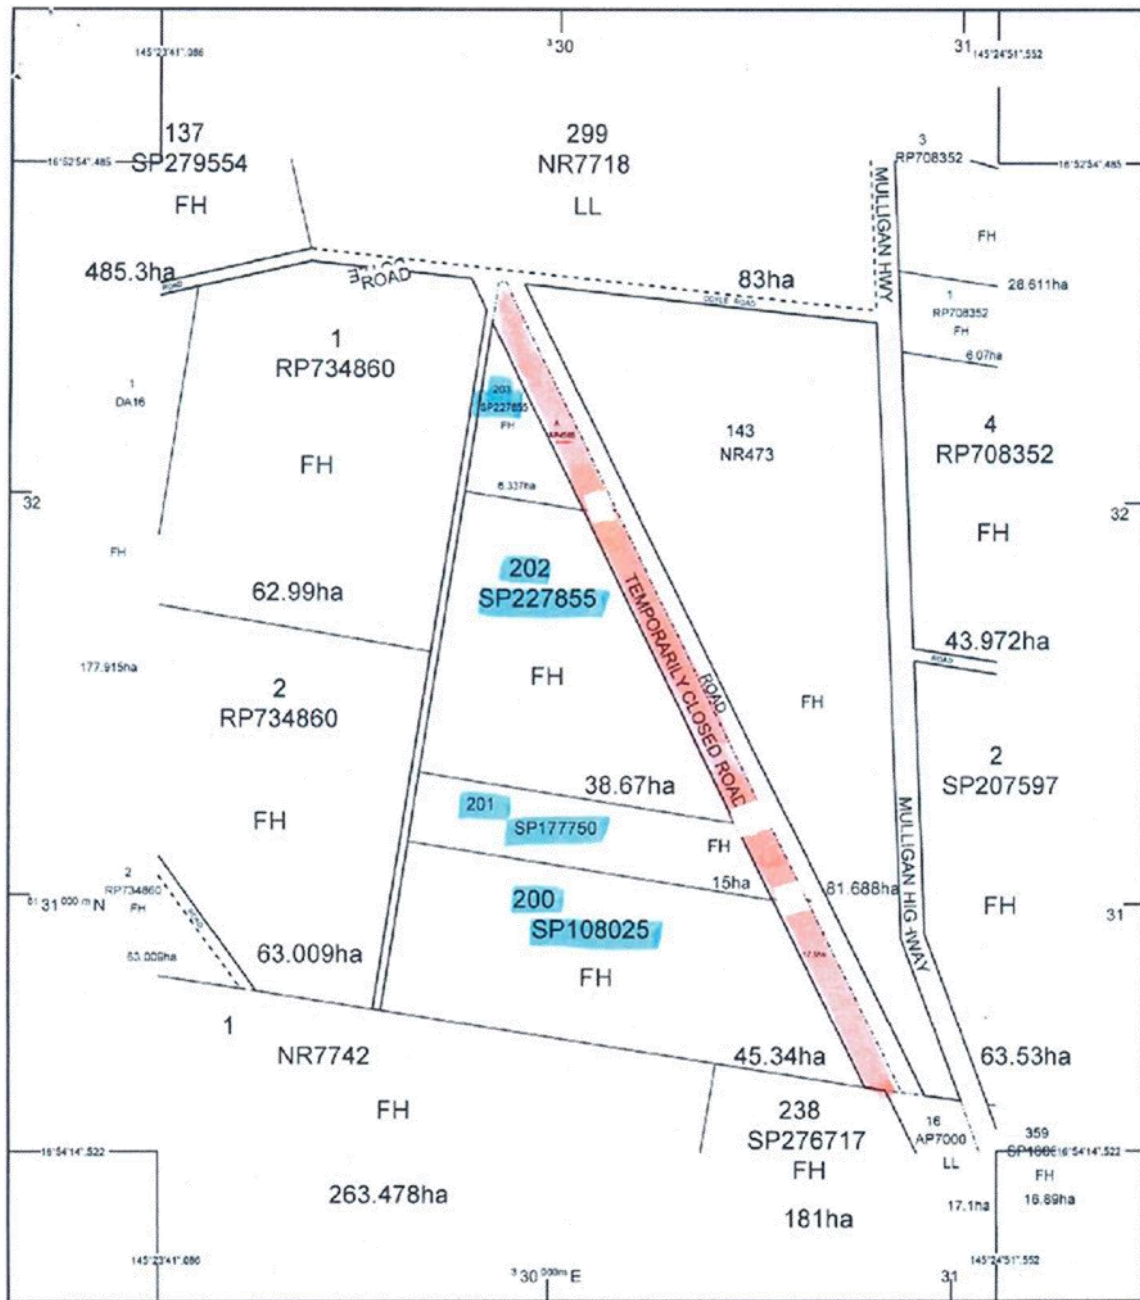 145°23'41".086
³30
31
145°24'51".552
137
SP279554
FH
299
NR7718
LL
3
RP708352
16°52'54".485
16°52'54".485
MULLIGAN HWY
FH
28.611ha
1
RP708352
FH
6.07ha
485.3ha
ROAD
ROAD
83ha
DOYLE ROAD
1
RP734860
FH
62.99ha
1
DA16
FH
177.915ha
203
SP227855
FH
6.337ha
A
143
NR473
FH
4
RP708352
FH
32
32
202
SP227855
FH
38.67ha
TEMPORARILY CLOSED ROAD
ROAD
43.972ha
ROAD
2
RP734860
FH
63.009ha
201
SP177750
FH
15ha
2
SP207597
FH
MULLIGAN HIGHWAY
200
SP108025
FH
45.34ha
81.688ha
2
RP734860
FH
63.009ha
ROAD
⁸¹31 000 m N
31
1
NR7742
FH
263.478ha
238
SP276717
FH
181ha
16
AP7000
LL
17.1ha
63.53ha
359
FH
16.89ha
16°54'14".522
16°54'14".522
145°23'41".086
³30 000m E
31
145°24'51".552